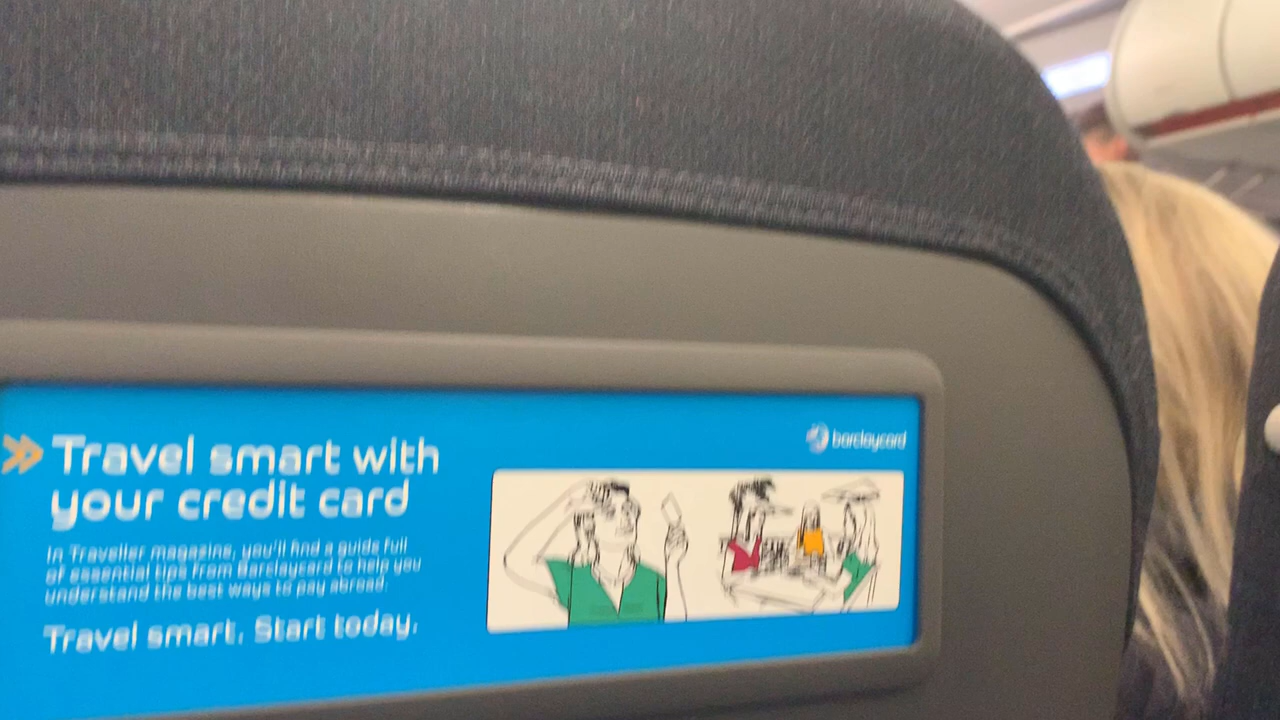 Travel smart with
your credit card
In Traveller magazine, you'll find a guide full
of essential tips from Barclaycard to help you
understand the best ways to pay abroad.
Travel smart. Start today.
barclaycard